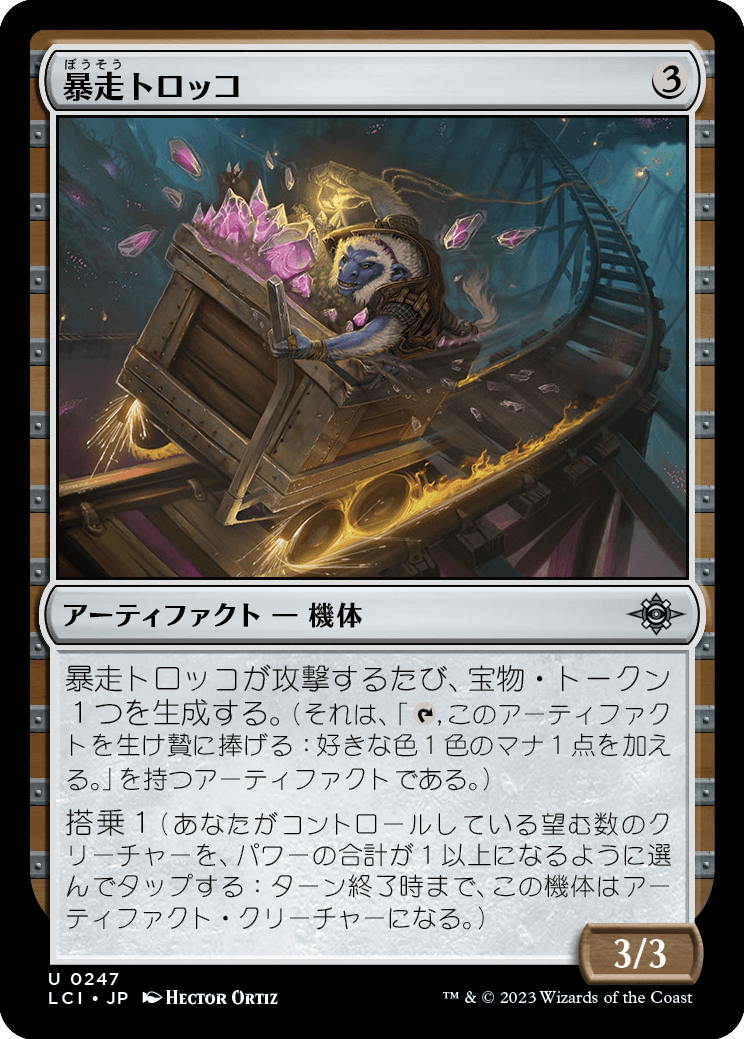 ぼうそう
暴走トロッコ
3
アーティファクト — 機体
暴走トロッコが攻撃するたび、宝物・トークン
1つを生成する。(それは、「,このアーティファク
トを生け贄に捧げる:好きな色1色のマナ1点を加え
る。」を持つアーティファクトである。)
搭乗1(あなたがコントロールしている望む数のク
リーチャーを、パワーの合計が1以上になるように選
んでタップする:ターン終了時まで、この機体はアー
ティファクト・クリーチャーになる。)
3/3
U 0247
LCI • JP Hector Ortiz
™ & © 2023 Wizards of the Coast